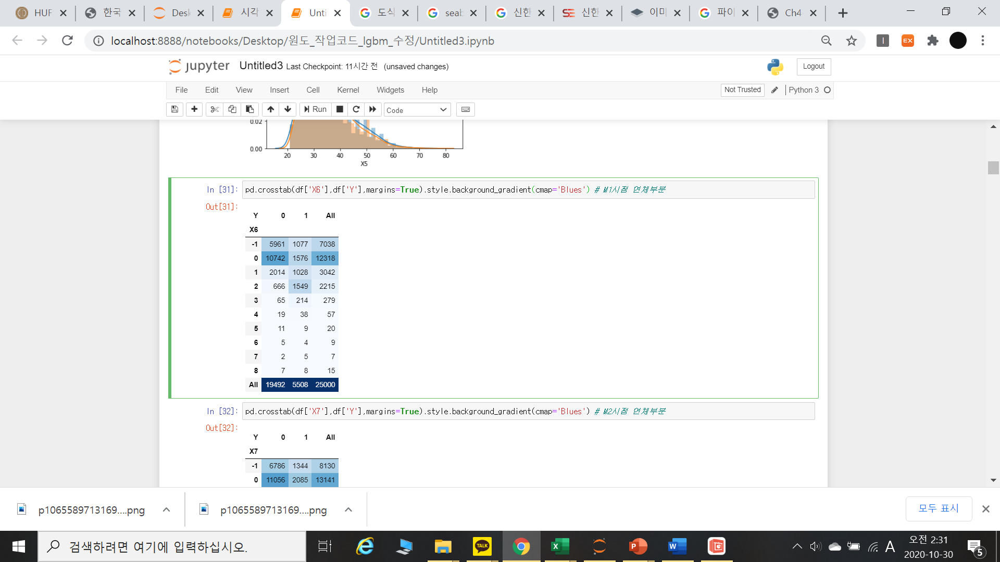 HUF
한국
Desk
시각
Unti
도식
seab
신한
신한
이미
파이
Ch4
localhost:8888/notebooks/Desktop/원도_작업코드_lgbm_수정/Untitled3.ipynb
EX
jupyter Untitled3 Last Checkpoint: 11시간 전 (unsaved changes)
Logout
File Edit View Insert Cell Kernel Widgets Help
Not Trusted
Python 3
Run
Code
0.02
0.00
20 30 40 50 60 70 80
X5
In [31]: pd.crosstab(df['X6'],df['Y'],margins=True).style.background_gradient(cmap='Blues') # M1시점 연체부분
Out[31]:
Y 0 1 All
X6
-1 5961 1077 7038
0 10742 1576 12318
1 2014 1028 3042
2 666 1549 2215
3 65 214 279
4 19 38 57
5 11 9 20
6 5 4 9
7 2 5 7
8 7 8 15
All 19492 5508 25000
In [32]: pd.crosstab(df['X7'],df['Y'],margins=True).style.background_gradient(cmap='Blues') # M2시점 연체부분
Out[32]:
Y 0 1 All
X7
-1 6786 1344 8130
0 11056 2085 13141
p1065589713169....png
p1065589713169....png
모두 표시
검색하려면 여기에 입력하십시오.
TALK
A
오전 2:31
2020-10-30
5